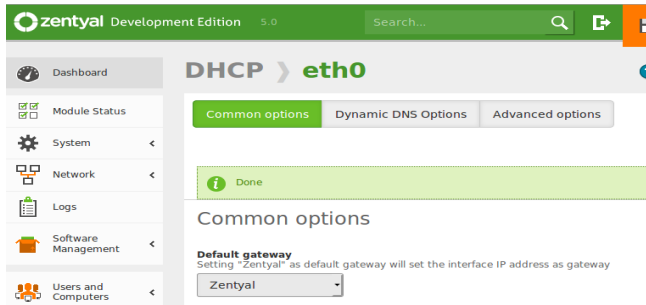 zentyal Development Edition 5.0 Search...
Dashboard
DHCP eth0
Module Status
Common options Dynamic DNS Options Advanced options
System
Network
Done
Logs
Common options
Software
Management
Default gateway
Setting "Zentyal" as default gateway will set the interface IP address as gateway
Zentyal
Users and
Computers